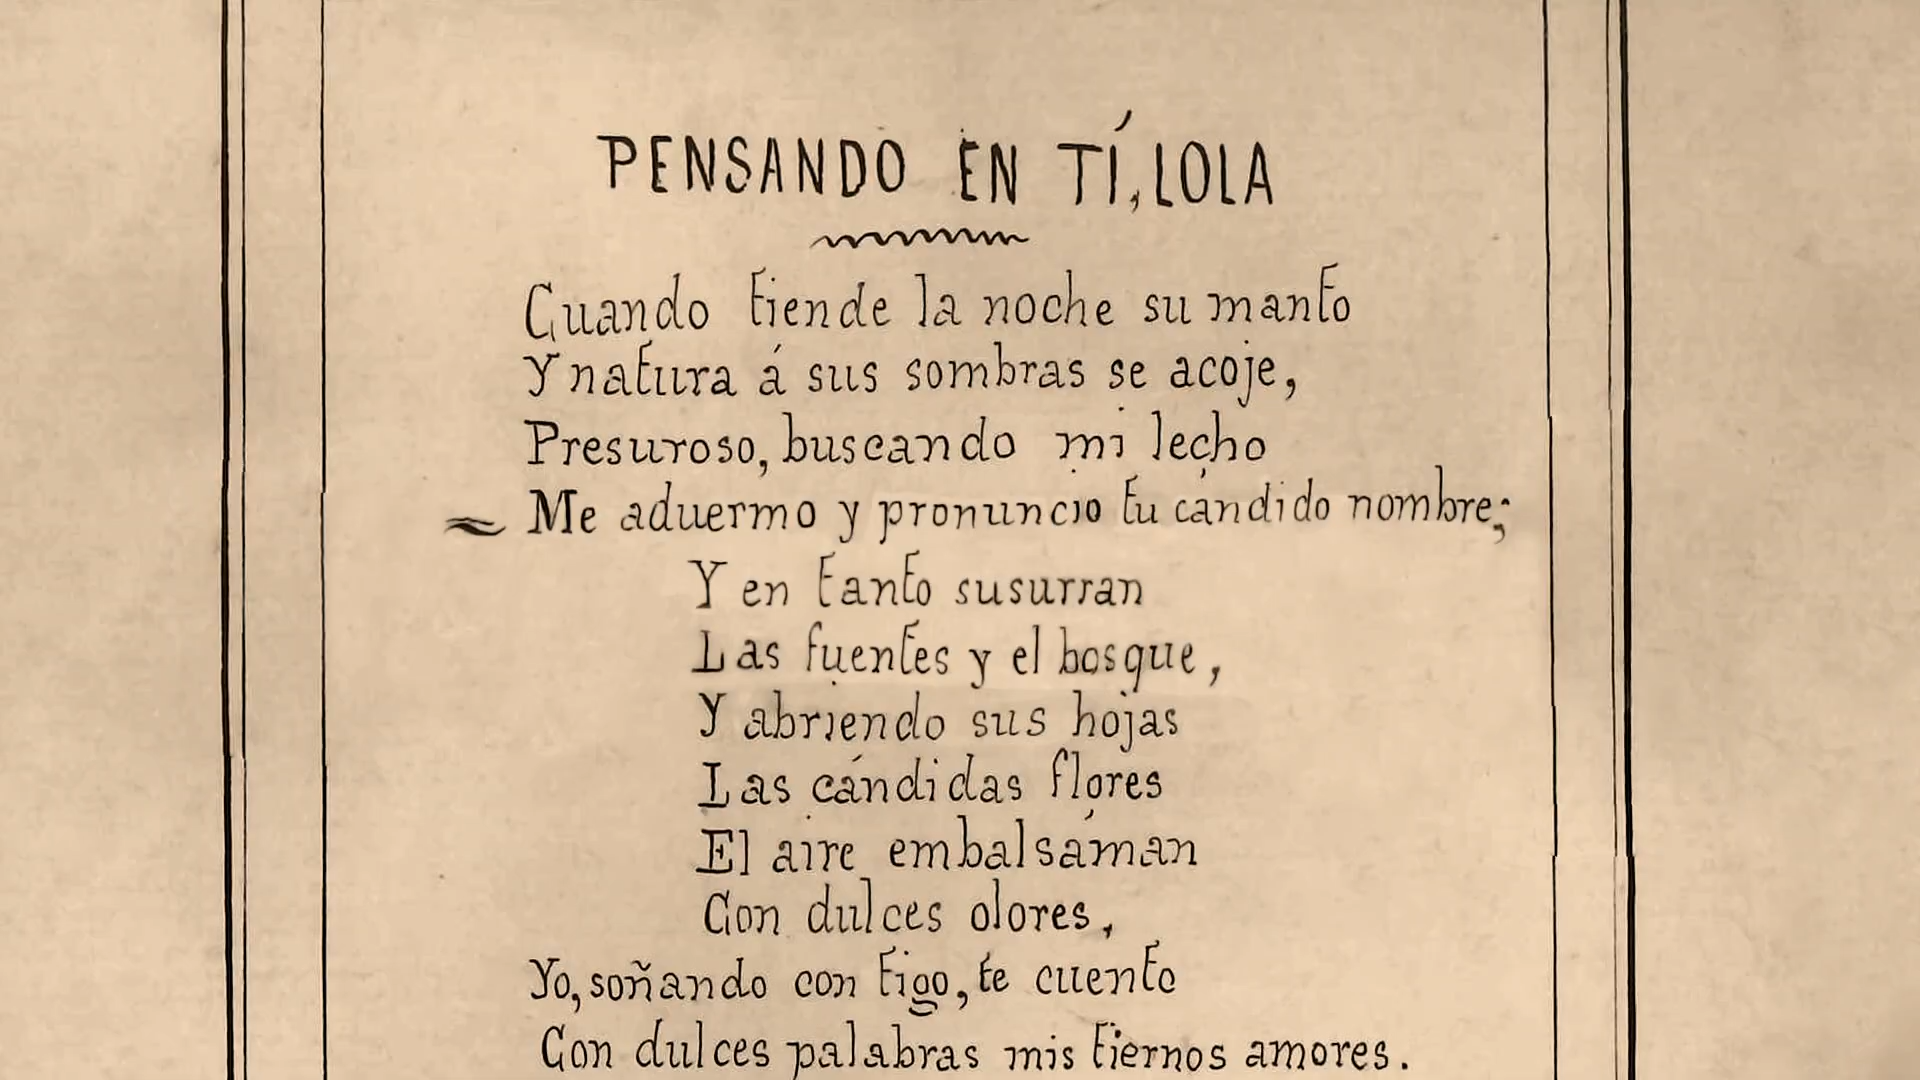 PENSANDO EN TÍ, LOLA
Cuando tiende la noche su manto
Y natura á sus sombras se acoje,
Presuroso, buscando mi lecho
Me aduermo y pronuncio tu cándido nombre;
Y en tanto susurran
Las fuentes y el bosque,
Y abriendo sus hojas
Las cándidas flores
El aire embalsáman
Con dulces olores,
Yo, soñando con tigo, te cuento
Con dulces palabras mis tiernos amores.